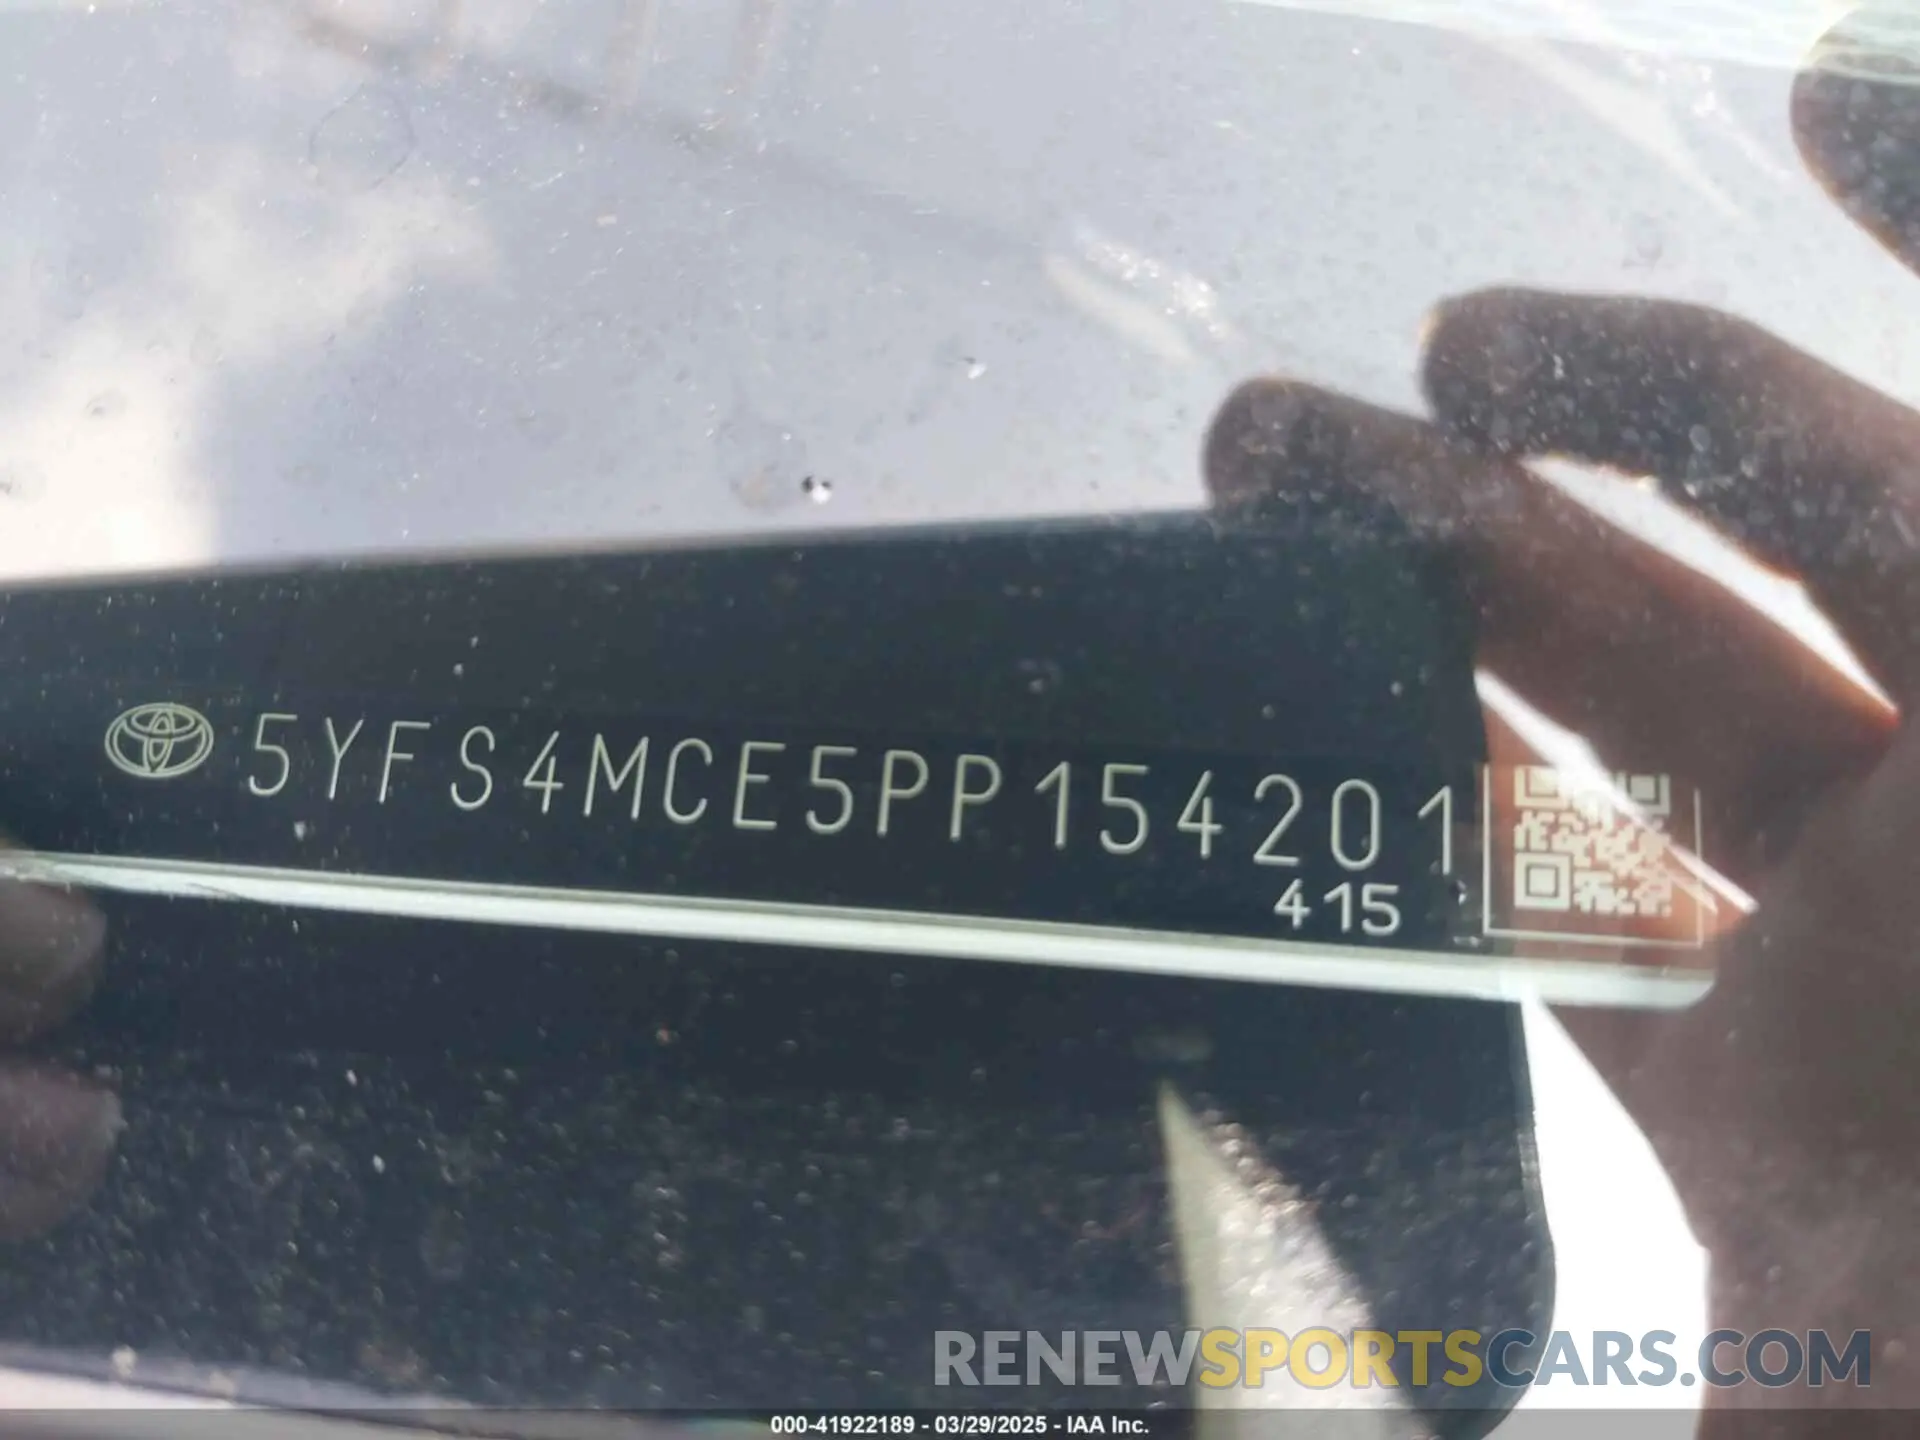 5YFS4MCE5PP154201
415
RENEWSPORTSCARS.COM
000-41922189 - 03/29/2025 - IAA Inc.